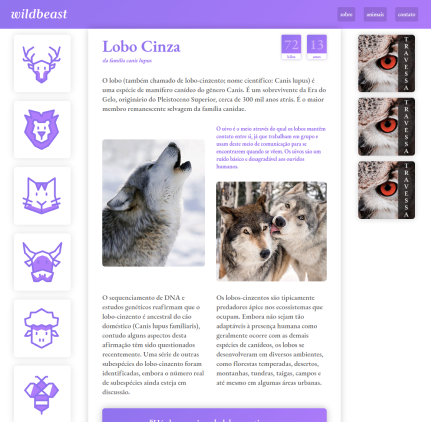 wildbeast
sobre
animais
contato
Lobo Cinza
da família canis lupus
72
kilos
13
anos
O lobo (também chamado de lobo-cinzento; nome científico: Canis lupus) é
uma espécie de mamífero canídeo do gênero Canis. É um sobrevivente da Era do
Gelo, originário do Pleistoceno Superior, cerca de 300 mil anos atrás. É o maior
membro remanescente selvagem da família canidae.
O uivo é o meio através do qual os lobos mantêm
contato entre si, já que trabalham em grupo e
usam deste meio de comunicação para se
encontrarem quando se vêem. Os uivos são um
ruído básico e desagradável aos ouvidos
humanos.
O sequenciamento de DNA e
estudos genéticos reafirmam que o
lobo-cinzento é ancestral do cão
doméstico (Canis lupus familiaris),
contudo alguns aspectos desta
afirmação têm sido questionados
recentemente. Uma série de outras
subespécies do lobo-cinzento foram
identificadas, embora o número real
de subespécies ainda esteja em
discussão.
Os lobos-cinzentos são tipicamente
predadores ápice nos ecossistemas que
ocupam. Embora não sejam tão
adaptáveis à presença humana como
geralmente ocorre com as demais
espécies de canídeos, os lobos se
desenvolveram em diversos ambientes,
como florestas temperadas, desertos,
montanhas, tundras, taigas, campos e
até mesmo em algumas áreas urbanas.
TRAVESSA
TRAVESSA
TRAVESSA